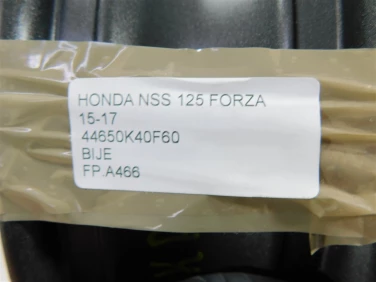 HONDA NSS 125 FORZA
15-17
44650K40F60
BIJE
FP.A466